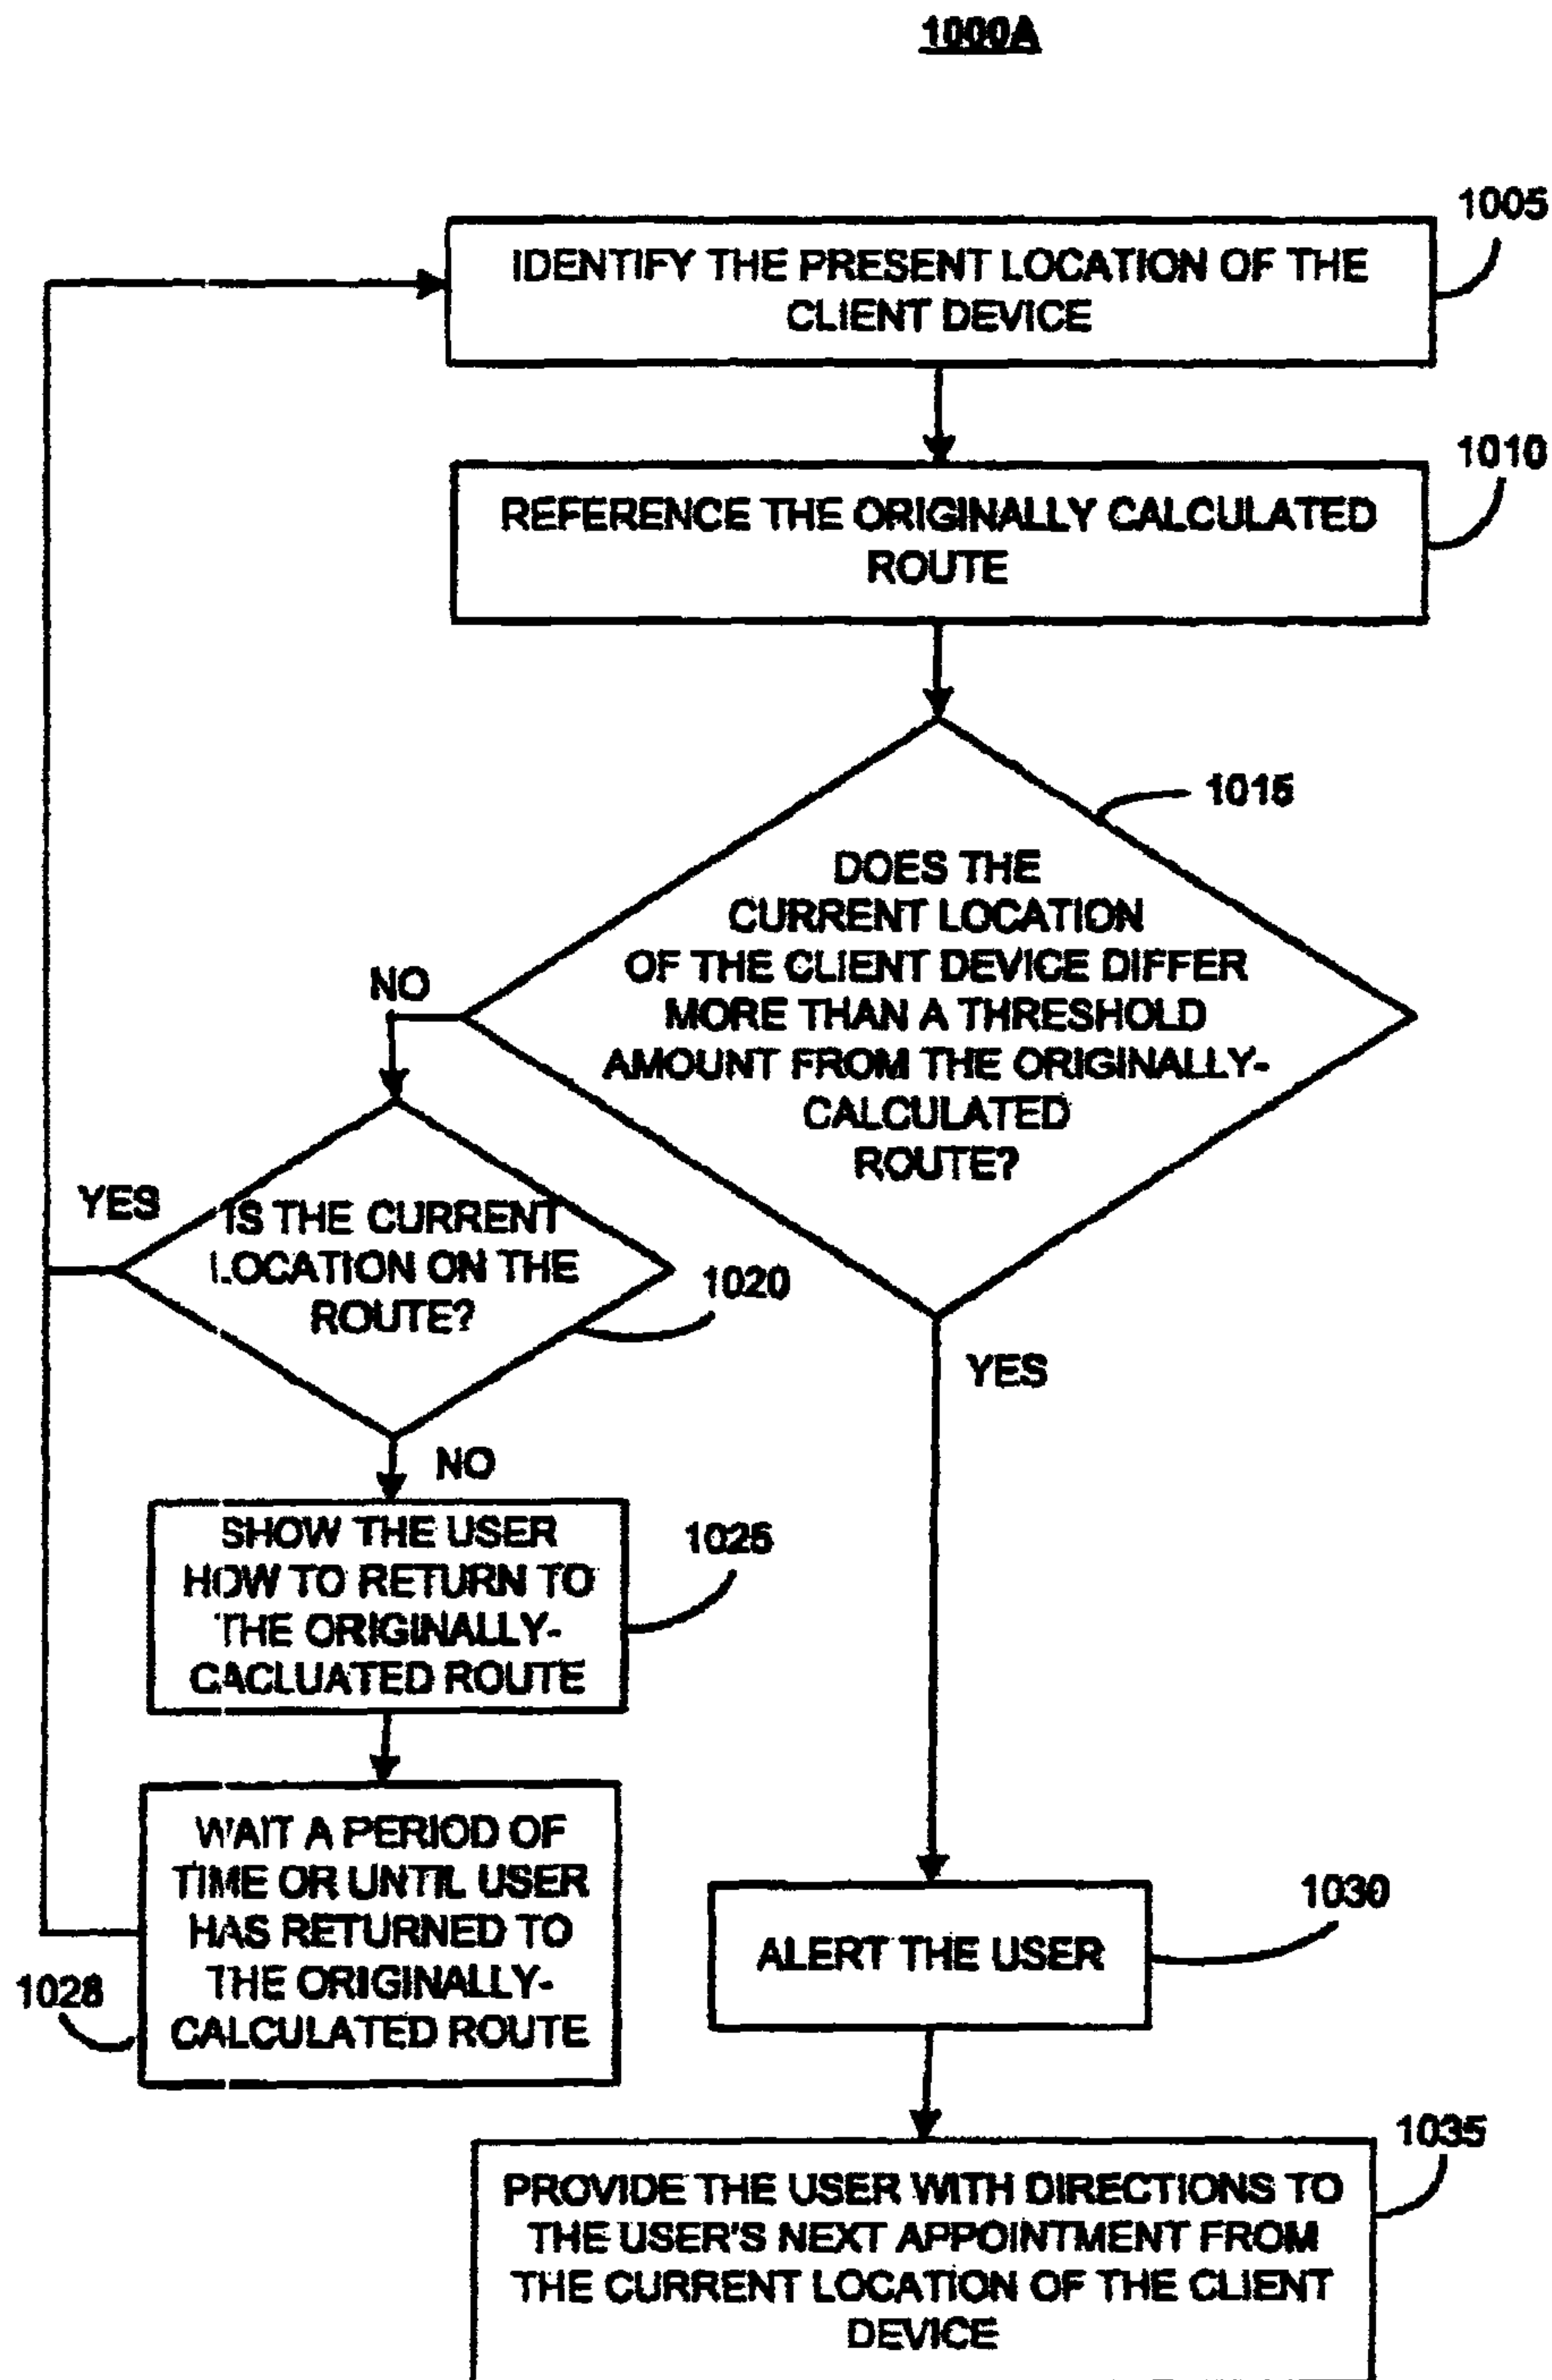 1000A
1005
IDENTIFY THE PRESENT LOCATION OF THE
CLIENT DEVICE
1010
REFERENCE THE ORIGINALLY CALCULATED
ROUTE
1015
DOES THE
CURRENT LOCATION
OF THE CLIENT DEVICE DIFFER
MORE THAN A THRESHOLD
AMOUNT FROM THE ORIGINALLY-
CALCULATED
ROUTE?
NO
YES
IS THE CURRENT
LOCATION ON THE
ROUTE?
1020
YES
NO
SHOW THE USER
HOW TO RETURN TO
THE ORIGINALLY-
CACLUATED ROUTE
1025
WAIT A PERIOD OF
TIME OR UNTIL USER
HAS RETURNED TO
THE ORIGINALLY-
CALCULATED ROUTE
1028
ALERT THE USER
1030
1035
PROVIDE THE USER WITH DIRECTIONS TO
THE USER'S NEXT APPOINTMENT FROM
THE CURRENT LOCATION OF THE CLIENT
DEVICE